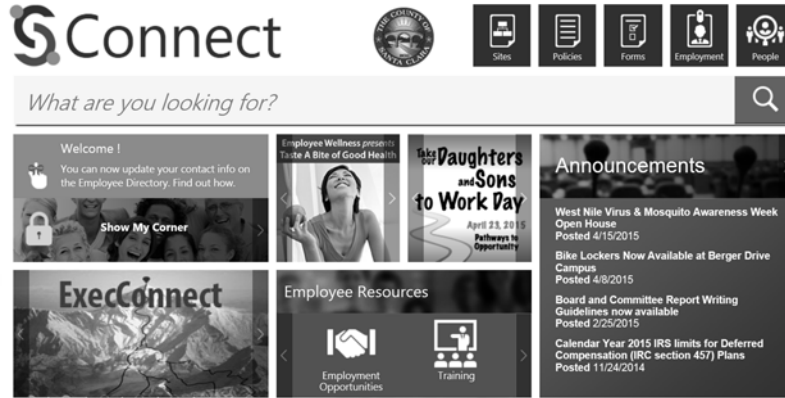 SConnect
THE COUNTY OF
SANTA CLARA
Sites
Policies
Forms
Employment
People
What are you looking for?
Welcome !
You can now update your contact info on
the Employee Directory. Find out how.
Show My Corner
Employee Wellness presents
Taste A Bite of Good Health
Take our Daughters
and Sons
to Work Day
April 23, 2015
Pathways to
Opportunity
Announcements
West Nile Virus & Mosquito Awareness Week
Open House
Posted 4/15/2015
Bike Lockers Now Available at Berger Drive
Campus
Posted 4/8/2015
Board and Committee Report Writing
Guidelines now available
Posted 2/25/2015
Calendar Year 2015 IRS limits for Deferred
Compensation (IRC section 457) Plans
Posted 11/24/2014
ExecConnect
Employee Resources
Employment
Opportunities
Training